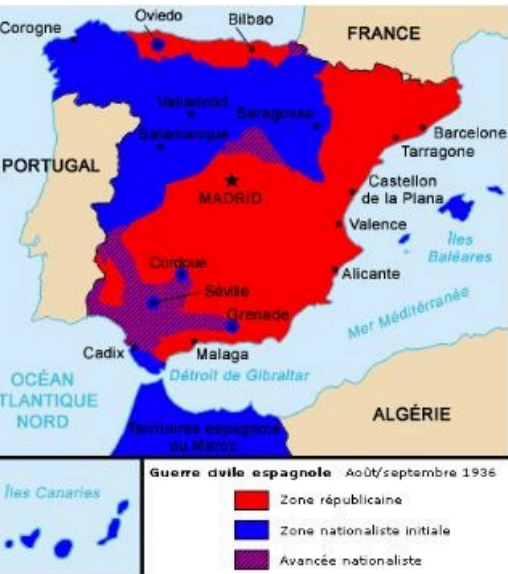 Oviedo
Bilbao
Corogne
FRANCE
Valladolid
Saragosse
Salamanque
Barcelone
Tarragone
PORTUGAL
MADRID
Castellon
de la Plana
Valence
Îles
Baléares
Cordoue
Séville
Alicante
Grenade
Mer Méditérranée
Cadix
Malaga
Détroit de Gibraltar
OCÉAN
TLANTIQUE
NORD
ALGÉRIE
Territoires espagnols
du Maroc
Îles Canaries
Guerre civile espagnole Août/septembre 1936
Zone républicaine
Zone nationaliste initiale
Avancée nationaliste